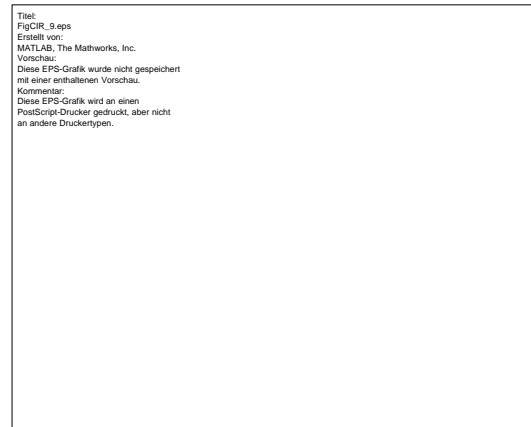 Titel:
FigCIR_9.eps
Erstellt von:
MATLAB, The Mathworks, Inc.
Vorschau:
Diese EPS-Grafik wurde nicht gespeichert
mit einer enthaltenen Vorschau.
Kommentar:
Diese EPS-Grafik wird an einen
PostScript-Drucker gedruckt, aber nicht
an andere Druckertypen.